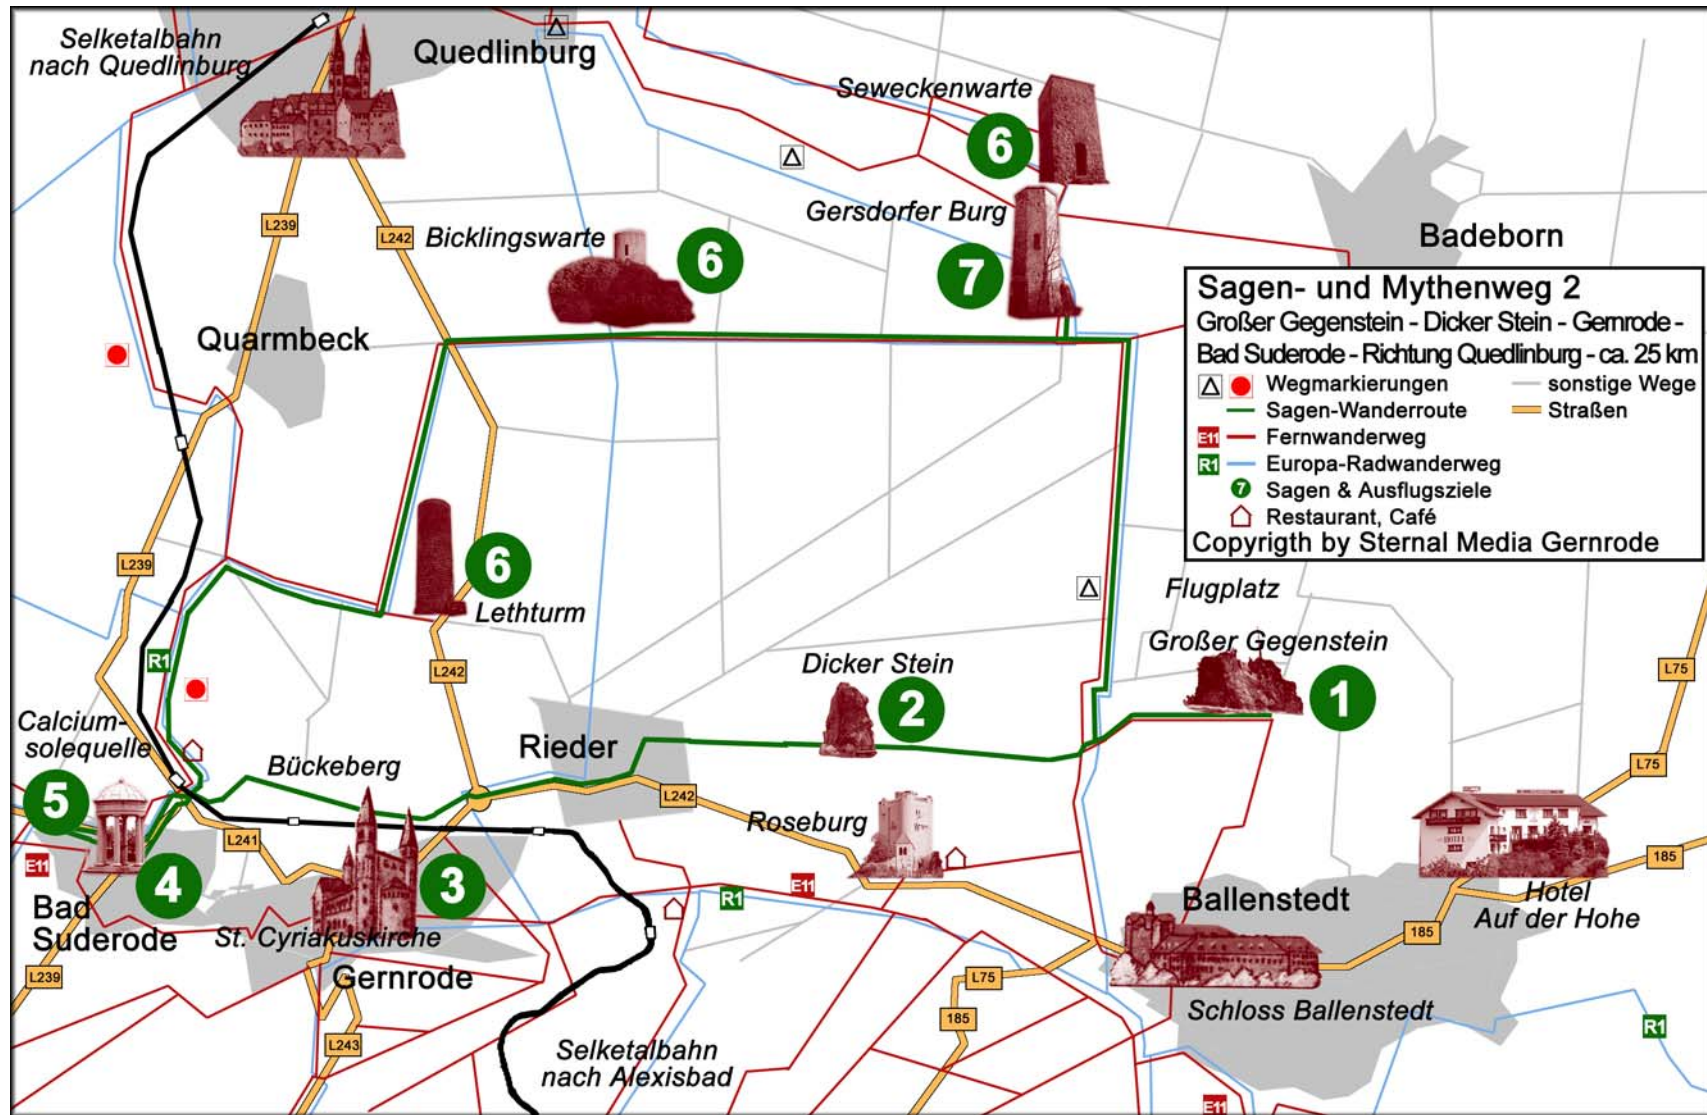 Selketalbahn
nach Quedlinburg
Quedlinburg
Seweckenwarte
6
Gersdorfer Burg
7
Bicklingswarte
6
L239
L242
Badeborn
Quarmbeck
Sagen- und Mythenweg 2
Großer Gegenstein - Dicker Stein - Gernrode -
Bad Suderode - Richtung Quedlinburg - ca. 25 km
Wegmarkierungen
sonstige Wege
Sagen-Wanderroute
Straßen
E11 Fernwanderweg
R1 Europa-Radwanderweg
7 Sagen & Ausflugsziele
Restaurant, Café
Copyrigth by Sternal Media Gernrode
L239
6
Lethturm
Flugplatz
R1
L242
Dicker Stein
2
Großer Gegenstein
1
L75
Calcium-
solequelle
Bückeberg
Rieder
L75
5
L242
L241
Roseburg
185
E11
4
3
E11
R1
Ballenstedt
Hotel
Auf der Hohe
Bad
Suderode
St. Cyriakuskirche
185
L239
Gernrode
L75
Schloss Ballenstedt
185
R1
L243
Selketalbahn
nach Alexisbad
E11